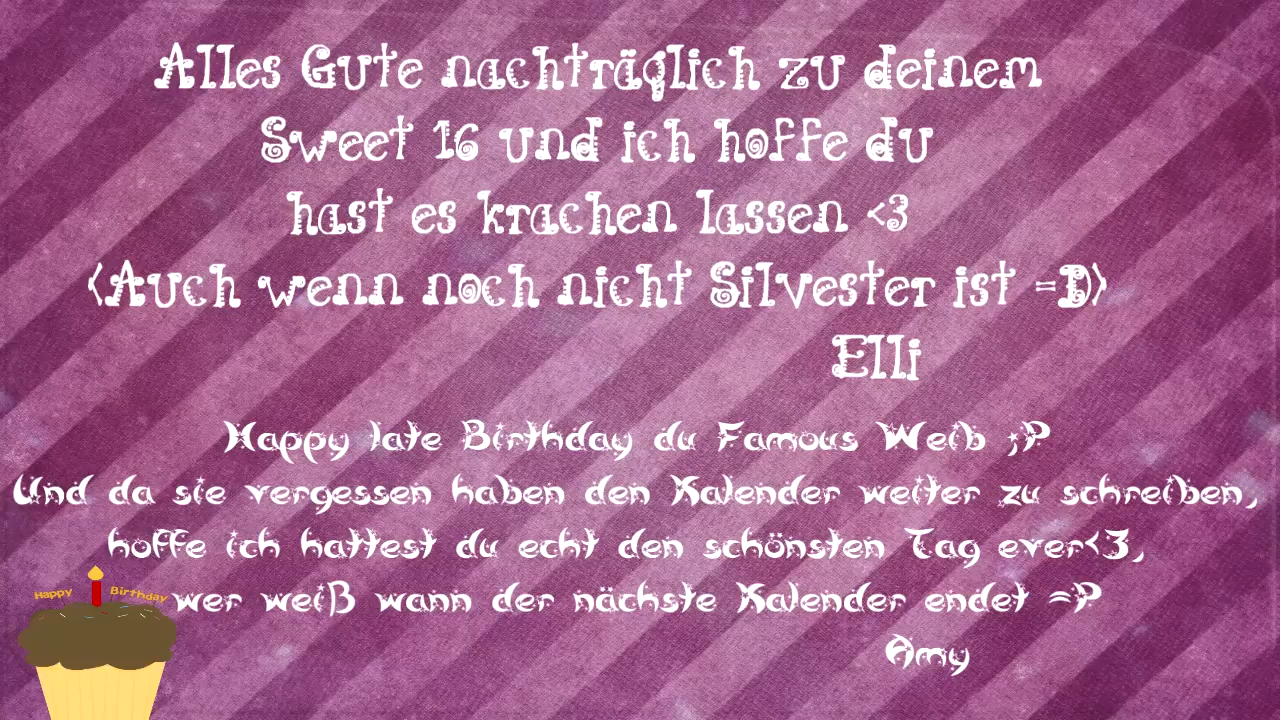 Alles Gute nachträglich zu deinem
Sweet 16 und ich hoffe du
hast es krachen lassen <3
(Auch wenn noch nicht Silvester ist =D)
Elli
Happy late Birthday du Famous Weib ;P
Und da sie vergessen haben den Kalender weiter zu schreiben,
hoffe ich hattest du echt den schönsten Tag ever<3,
wer weiß wann der nächste Kalender endet =P
Amy
Happy Birthday